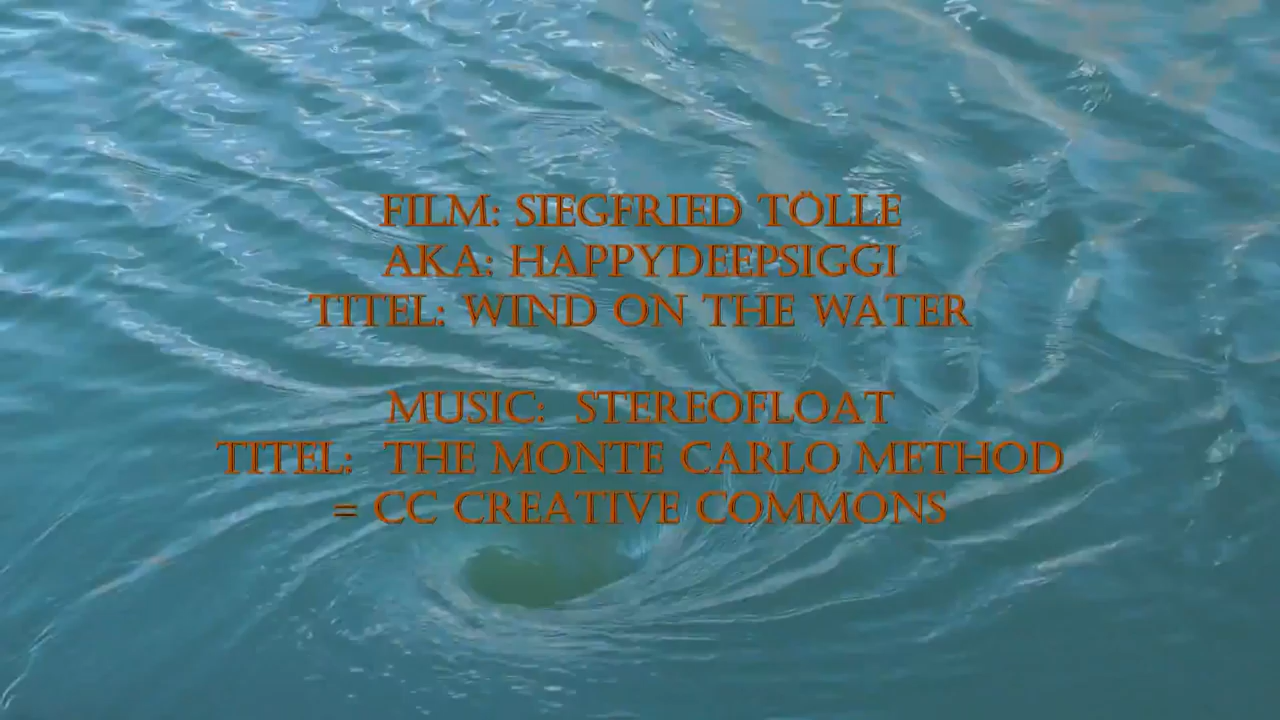 FILM: SIEGFRIED TÖLLE
AKA: HAPPYDEEPSIGGI
TITEL: WIND ON THE WATER
MUSIC: STEREOFLOAT
TITEL: THE MONTE CARLO METHOD
= CC CREATIVE COMMONS